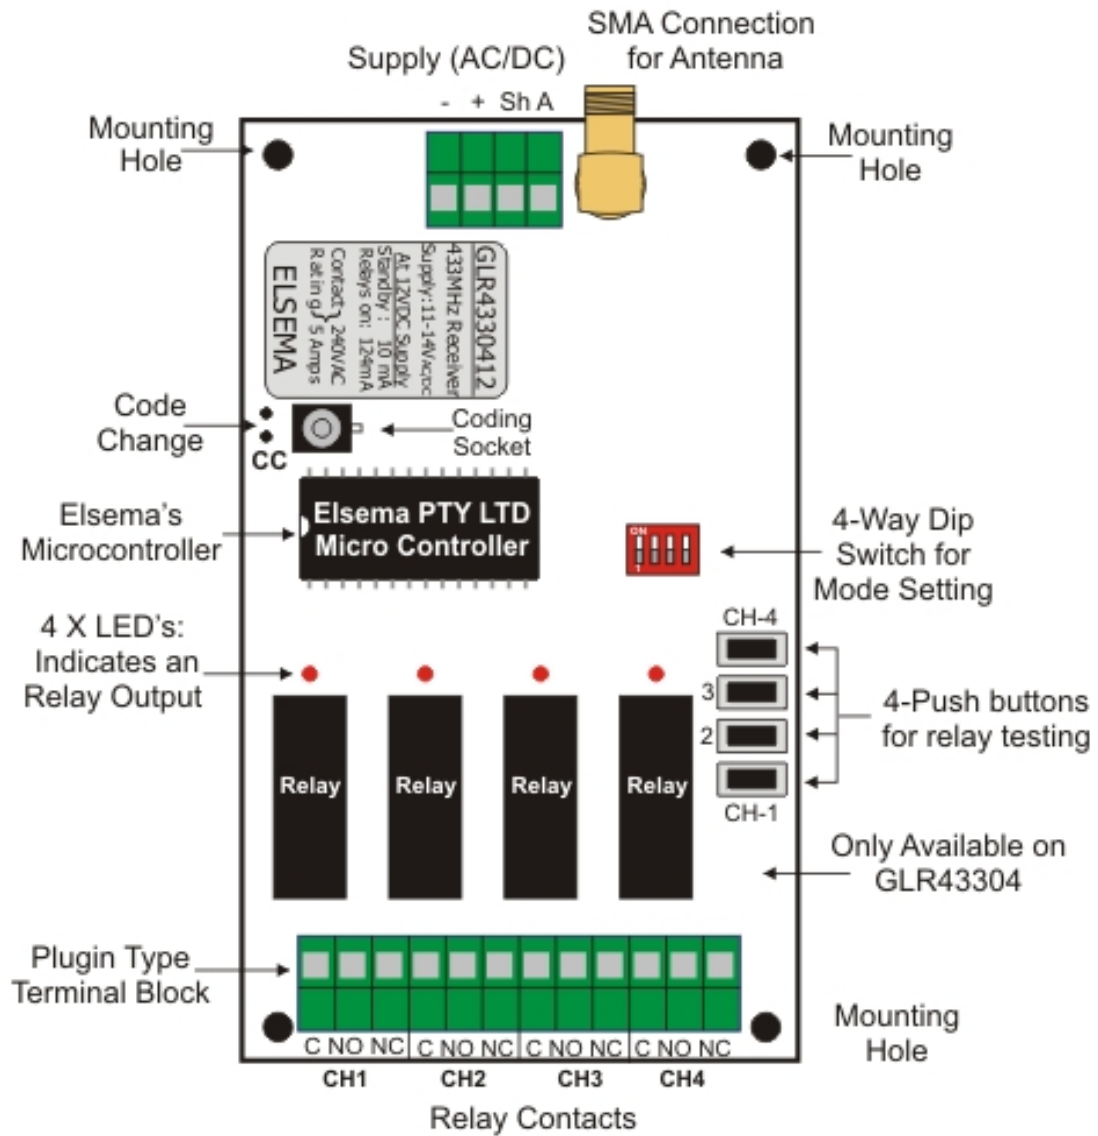 SMA Connection
for Antenna
Supply (AC/DC)
- + Sh A
Mounting
Hole
Mounting
Hole
GLR4330412
433MHz Receiver
Supply:11-14VAC/DC
At 12VDC Supply
Standby : 10 mA
Relays on: 124mA
Contact } 240VAC
Rating } 5 Amps
ELSEMA
Code
Change
CC
Coding
Socket
Elsema's
Microcontroller
Elsema PTY LTD
Micro Controller
ON
1
4-Way Dip
Switch for
Mode Setting
4 X LED's:
Indicates an
Relay Output
CH-4
3
2
CH-1
4-Push buttons
for relay testing
Relay Relay Relay Relay
Only Available on
GLR43304
Plugin Type
Terminal Block
Mounting
Hole
C NO NC C NO NC C NO NC C NO NC
CH1 CH2 CH3 CH4
Relay Contacts